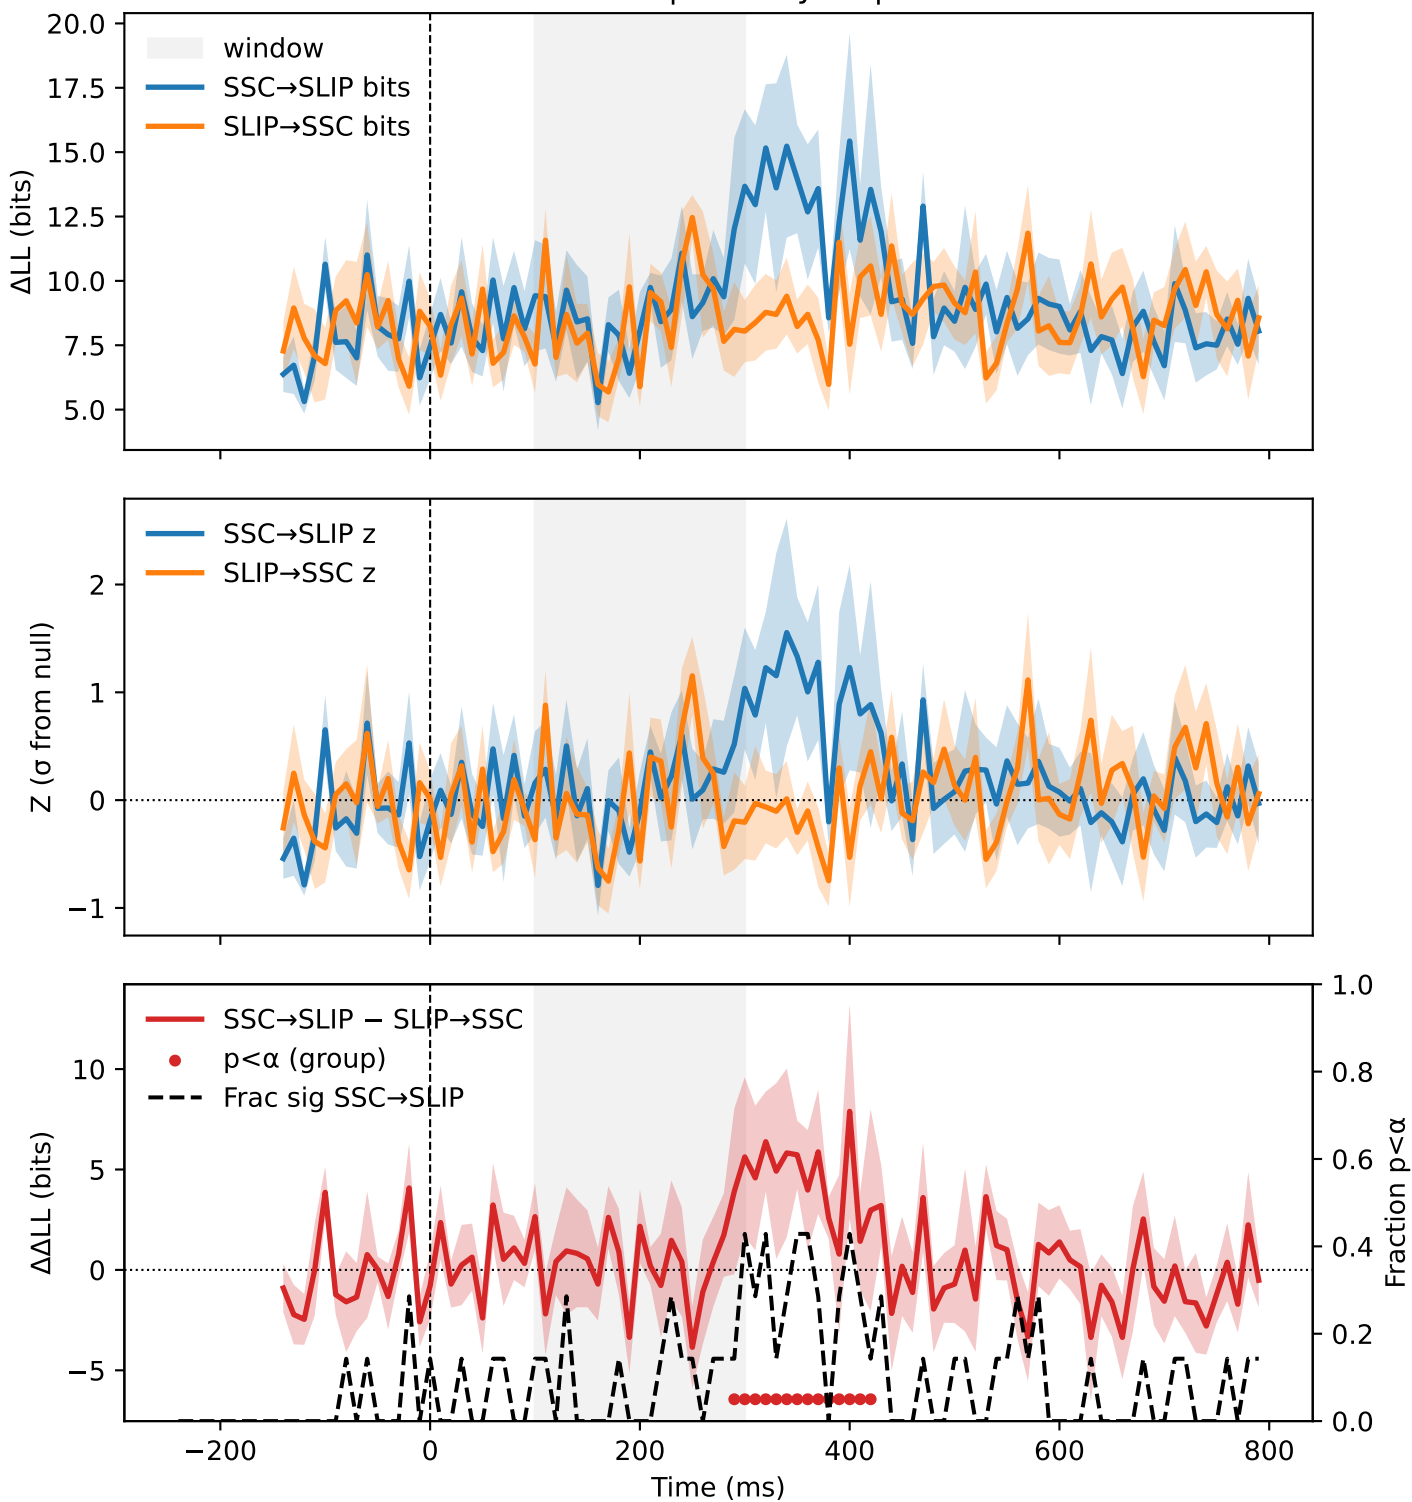 20.0
17.5
15.0
12.5
10.0
7.5
5.0
ΔLL (bits)
window
SSC→SLIP bits
SLIP→SSC bits
2
1
0
−1
Z (σ from null)
SSC→SLIP z
SLIP→SSC z
10
5
0
−5
ΔΔLL (bits)
SSC→SLIP − SLIP→SSC
p<α (group)
Frac sig SSC→SLIP
1.0
0.8
0.6
0.4
0.2
0.0
Fraction p<α
−200
0
200
400
600
800
Time (ms)